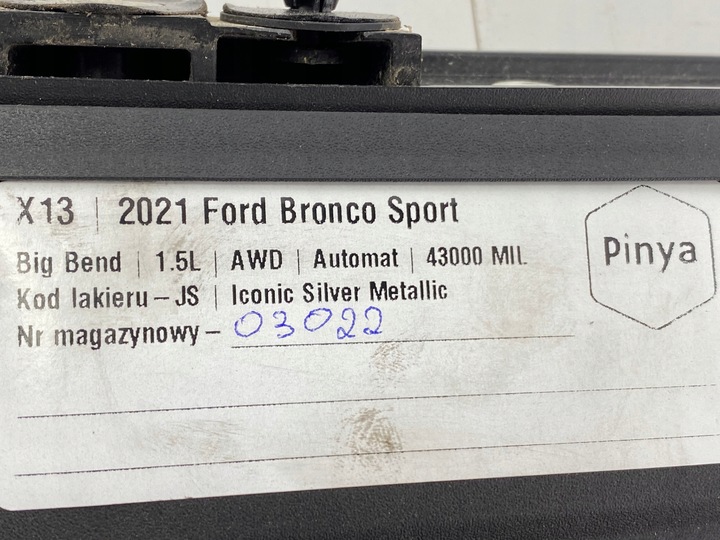 X13 | 2021 Ford Bronco Sport
Big Bend | 1.5L | AWD | Automat | 43000 MIL
Kod lakieru – JS | Iconic Silver Metallic
Nr magazynowy – 03022
Pinya